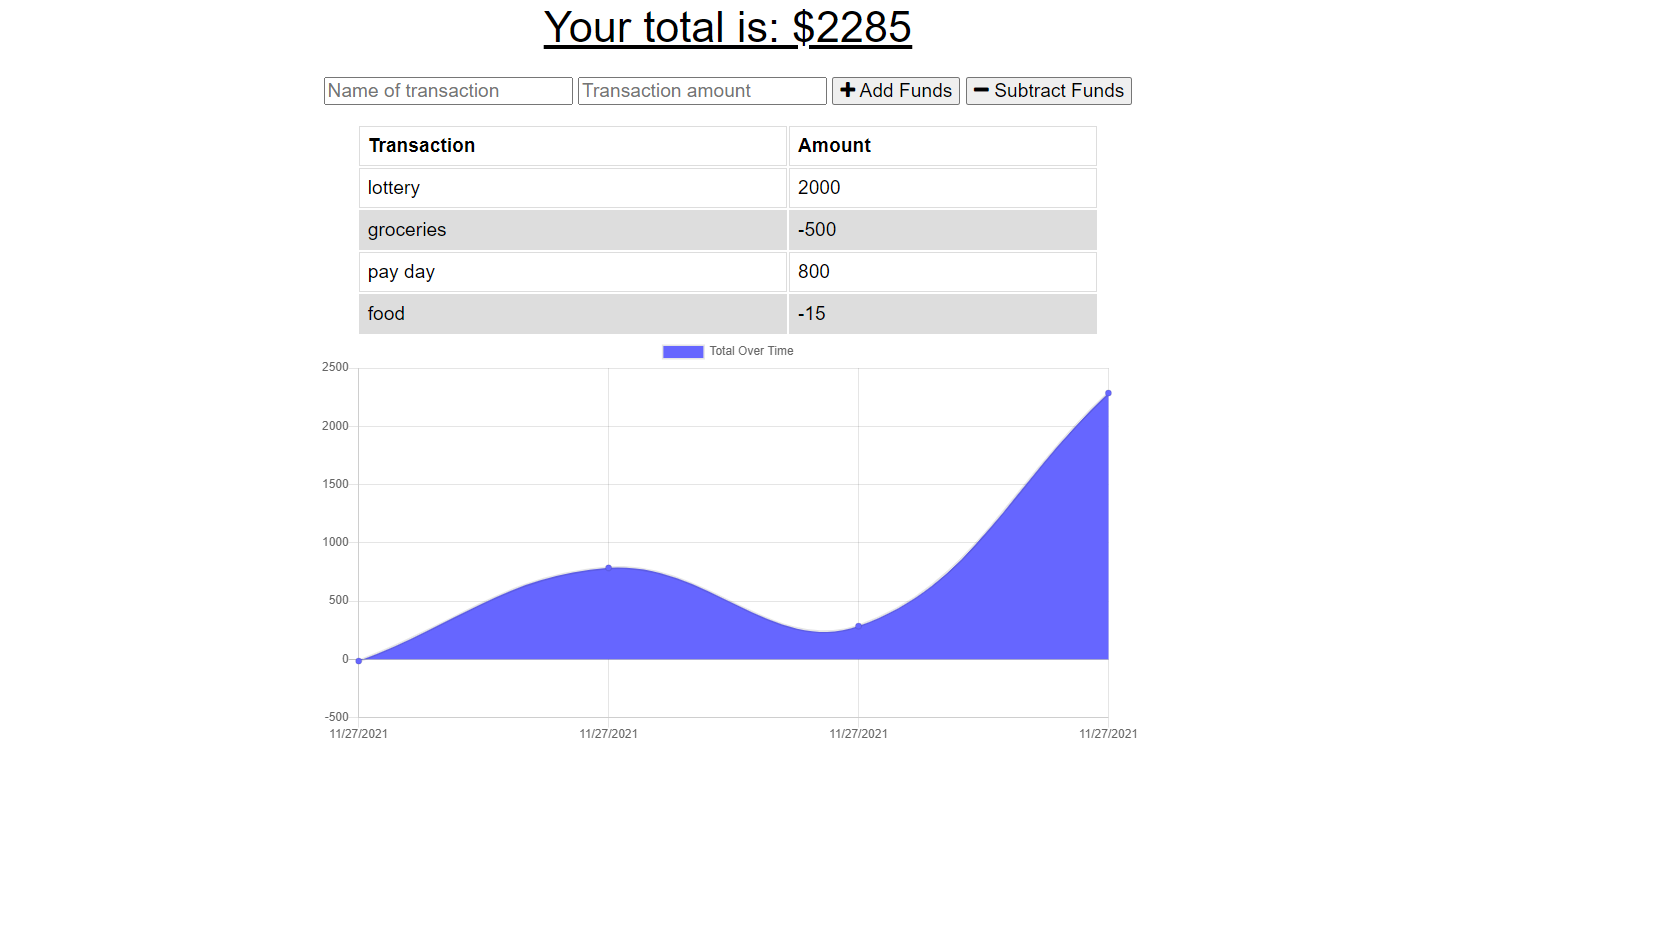 Your total is: $2285
Name of transaction Transaction amount Add Funds Subtract Funds
Transaction Amount
lottery 2000
groceries -500
pay day 800
food -15
Total Over Time
2500
2000
1500
1000
500
0
-500
11/27/2021 11/27/2021 11/27/2021 11/27/2021